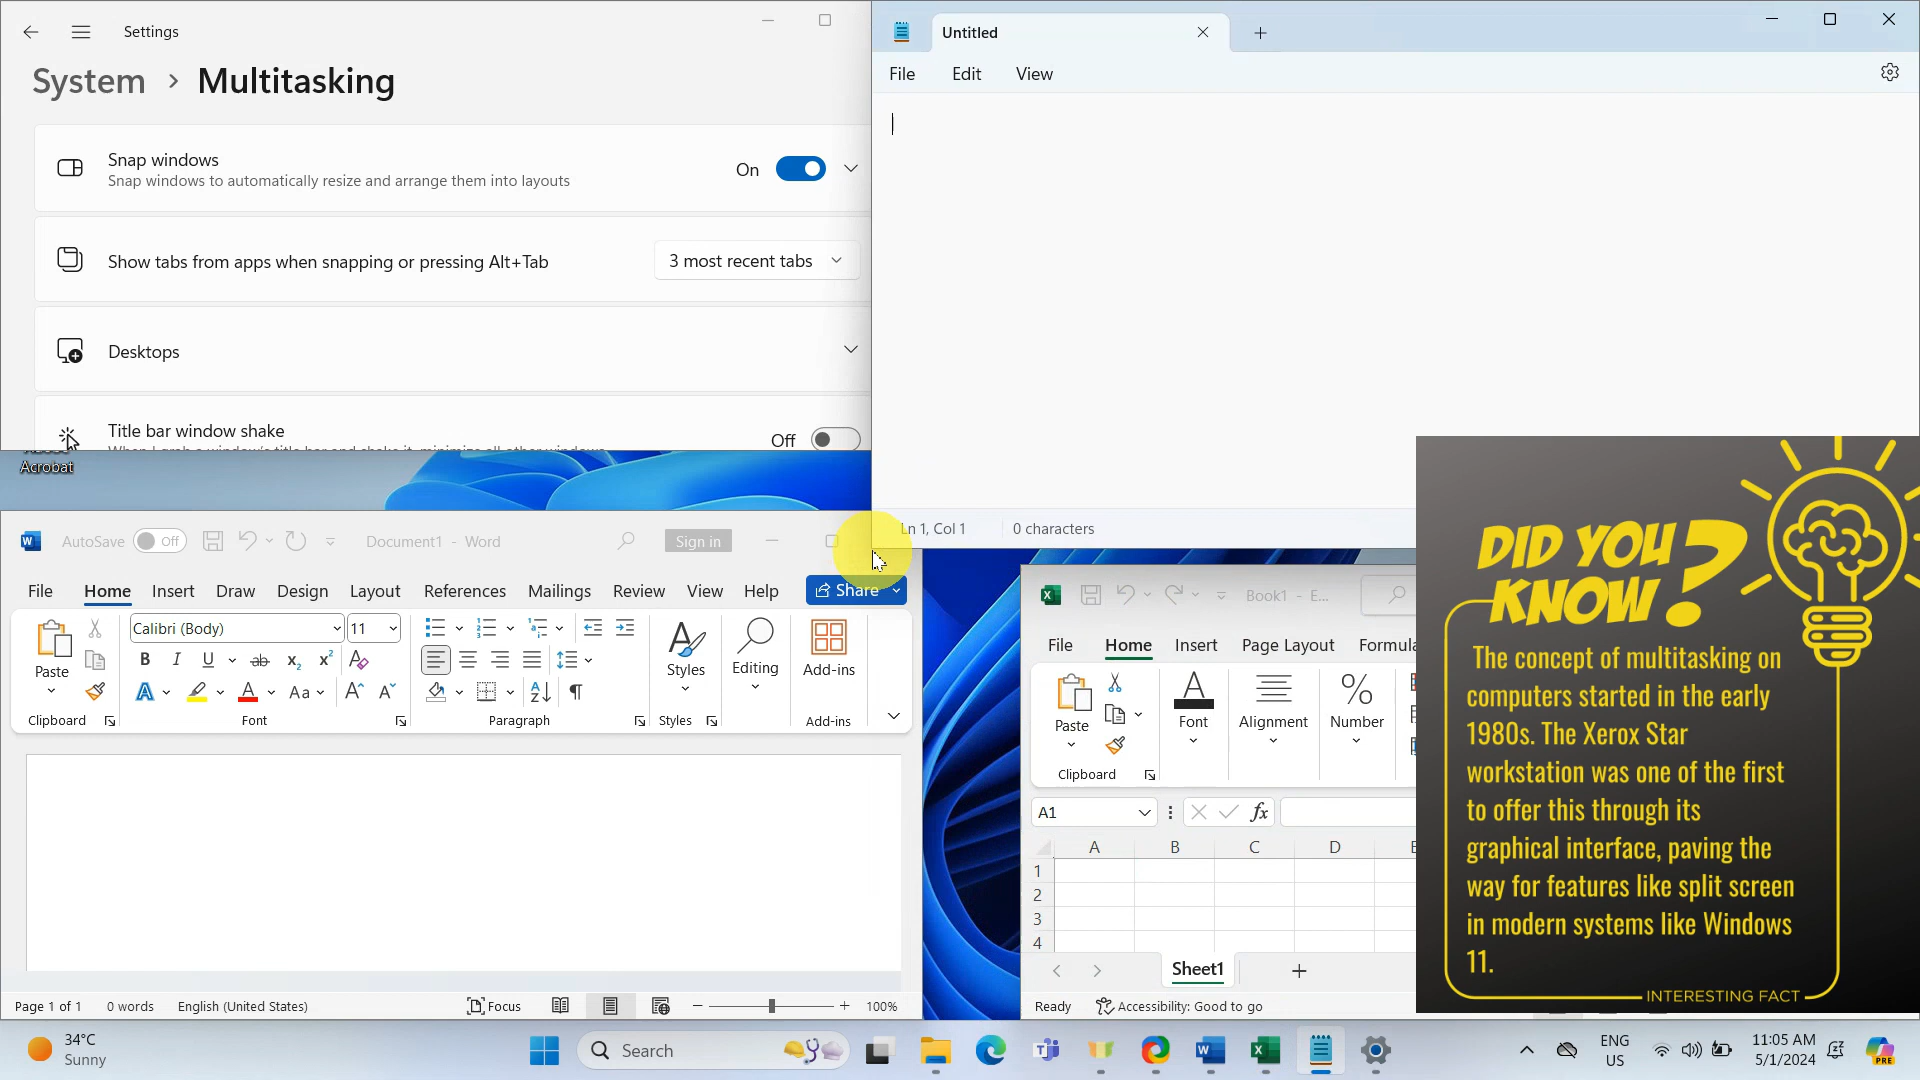 Settings
System > Multitasking
Snap windows
Snap windows to automatically resize and arrange them into layouts
On
Show tabs from apps when snapping or pressing Alt+Tab
3 most recent tabs
Desktops
Title bar window shake
Off
Acrobat
Untitled
File Edit View
Ln 1, Col 1
0 characters
AutoSave Off
Document1 - Word
Sign in
File Home Insert Draw Design Layout References Mailings Review View Help
Share
Calibri (Body)
11
Paste
Styles
Editing
Add-ins
Clipboard
Font
Paragraph
Styles
Add-ins
Page 1 of 1
0 words
English (United States)
Focus
100%
Book1 - E...
File Home Insert Page Layout
Paste
Font
Alignment
Number
Clipboard
A1
fx
A B C D
1
2
3
4
Sheet1
Ready
Accessibility: Good to go
DID YOU
KNOW?
The concept of multitasking on
computers started in the early
1980s. The Xerox Star
workstation was one of the first
to offer this through its
graphical interface, paving the
way for features like split screen
in modern systems like Windows
11.
INTERESTING FACT
34°C
Sunny
Search
ENG
US
11:05 AM
5/1/2024
PRE